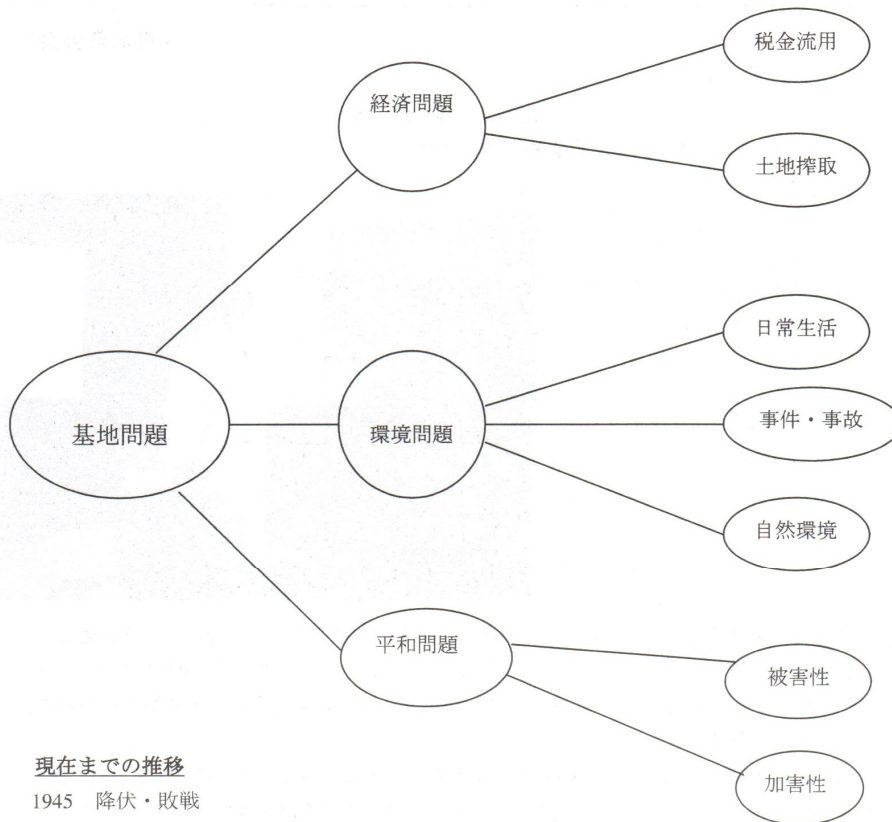 税金流用
経済問題
土地搾取
日常生活
基地問題
環境問題
事件・事故
自然環境
平和問題
被害性
加害性
現在までの推移
1945 降伏・敗戦